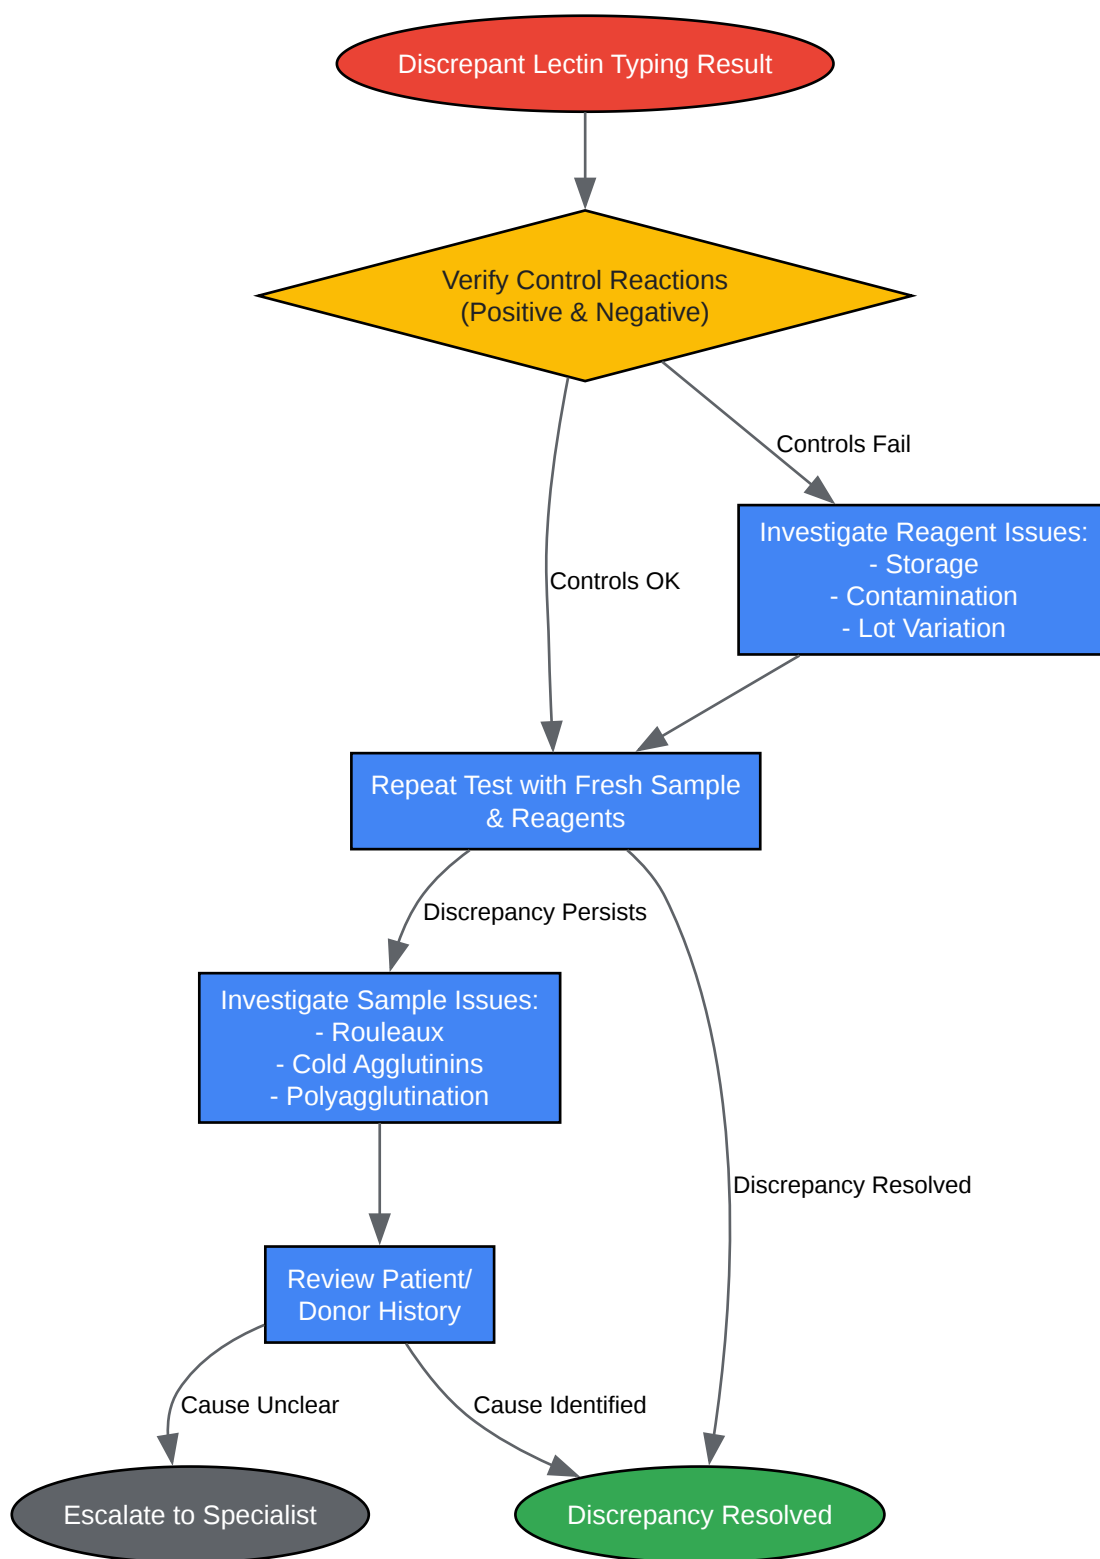 Discrepant Lectin Typing Result
Verify Control Reactions
(Positive & Negative)
Controls Fail
Investigate Reagent Issues:
- Storage
- Contamination
- Lot Variation
Controls OK
Repeat Test with Fresh Sample
& Reagents
Discrepancy Persists
Investigate Sample Issues:
- Rouleaux
- Cold Agglutinins
- Polyagglutination
Discrepancy Resolved
Review Patient/
Donor History
Cause Unclear
Cause Identified
Escalate to Specialist
Discrepancy Resolved